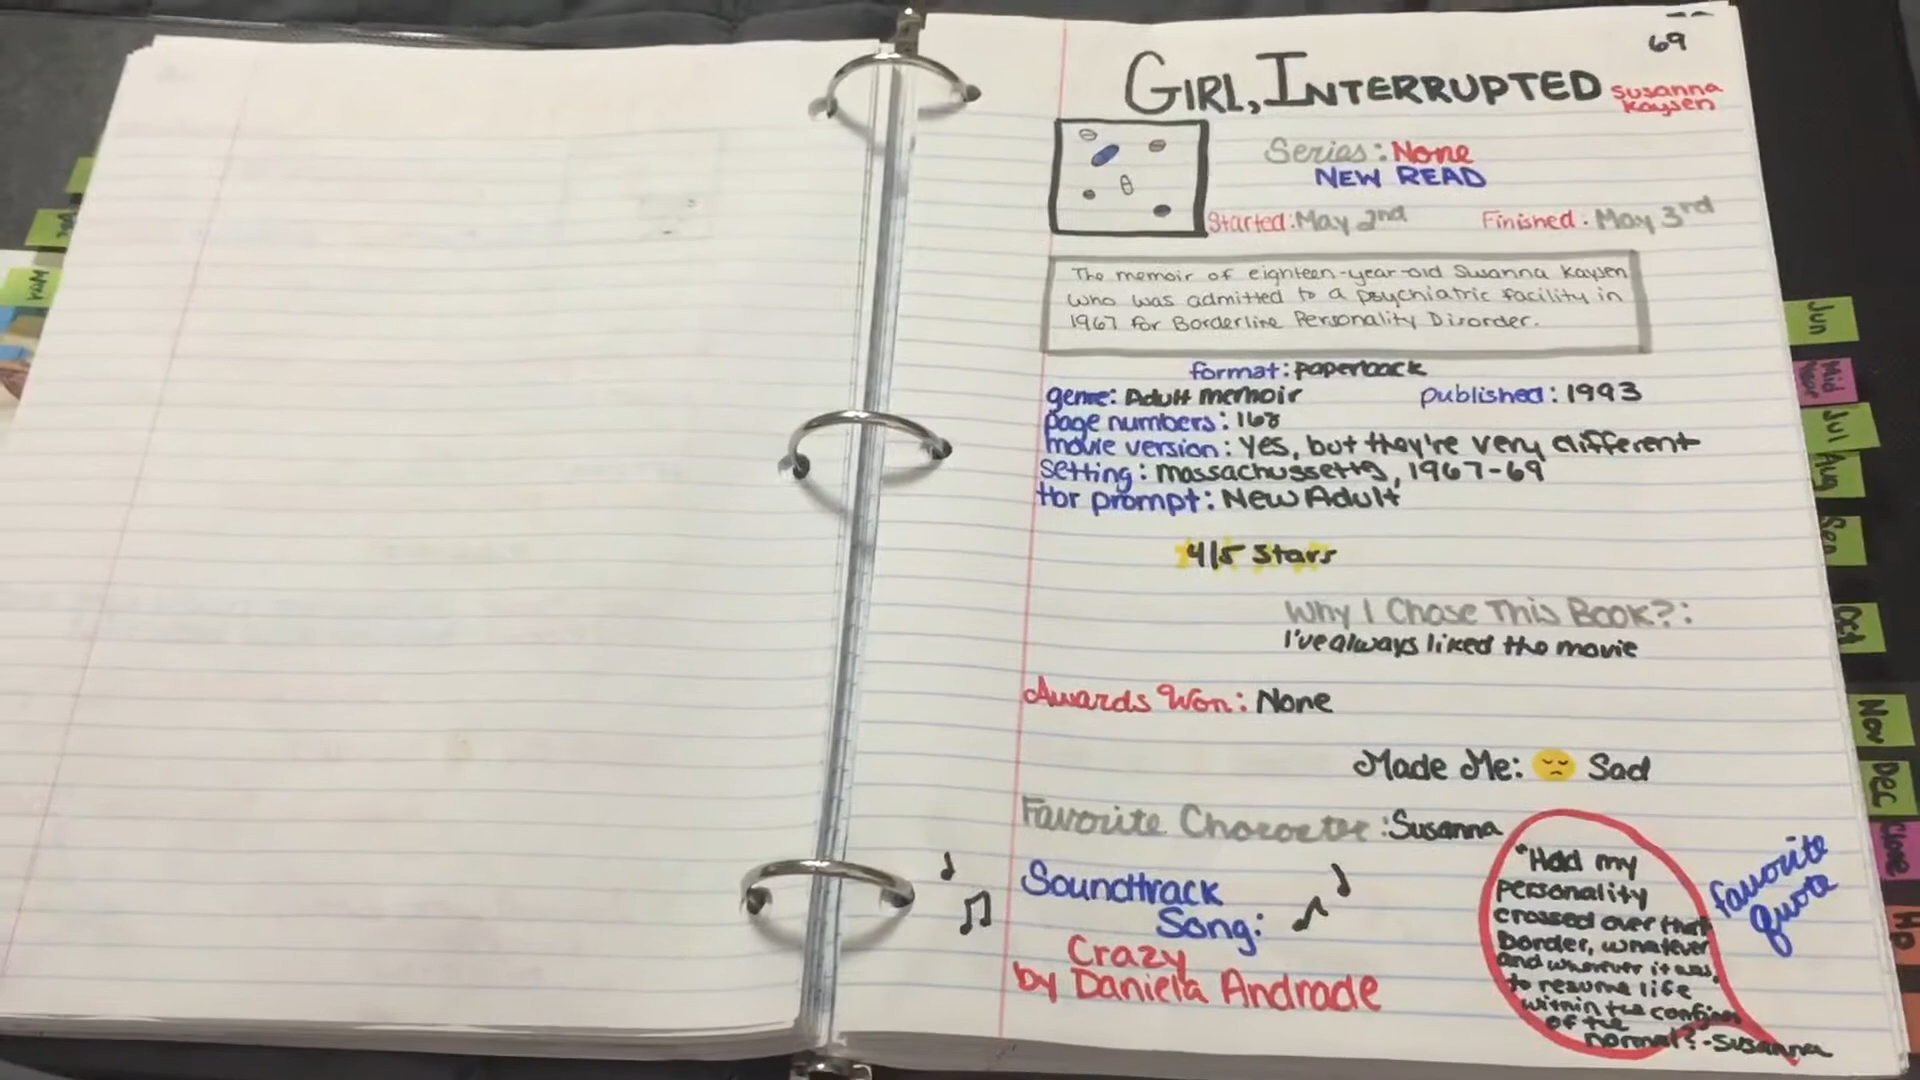 69
GIRL, INTERRUPTED
Susanna
Kaysen
Series: None
NEW READ
Started: May 2nd Finished: May 3rd
The memoir of eighteen-year-old Susanna Kaysen
who was admitted to a psychiatric facility in
1967 for Borderline Personality Disorder.
format: paperback
genre: Adult memoir published: 1993
page numbers: 168
movie version: yes, but they're very different
setting: massachussetts, 1967-69
tbr prompt: New Adult
4/5 Stars
Why I Chose This Book?:
I've always liked the movie
Awards Won: None
Made Me: Sad
Favorite Character: Susanna
Soundtrack
Song:
Crazy
by Daniela Andrade
"Had my
personality
crossed over that
border, whatever
and wherever it was,
to resume life
within the confines
of the
normal?" -Susanna
favorite
quote
Jun
Mid
Year
Jul
Aug
Sep
Oct
Nov
Dec
Hp